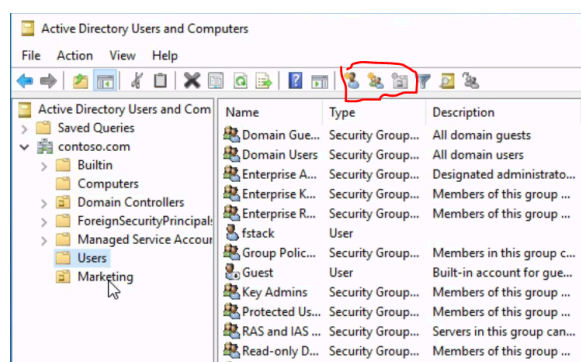 Active Directory Users and Computers
File Action View Help
Active Directory Users and Com
Saved Queries
contoso.com
Builtin
Computers
Domain Controllers
ForeignSecurityPrincipals
Managed Service Accour
Users
Marketing
Name Type Description
Domain Gue... Security Group... All domain guests
Domain Users Security Group... All domain users
Enterprise A... Security Group... Designated administrato...
Enterprise K... Security Group... Members of this group ...
Enterprise R... Security Group... Members of this group ...
fstack User
Group Polic... Security Group... Members in this group c...
Guest User Built-in account for gue...
Key Admins Security Group... Members of this group ...
Protected Us... Security Group... Members of this group ...
RAS and IAS ... Security Group... Servers in this group can...
Read-only D... Security Group... Members of this group ...